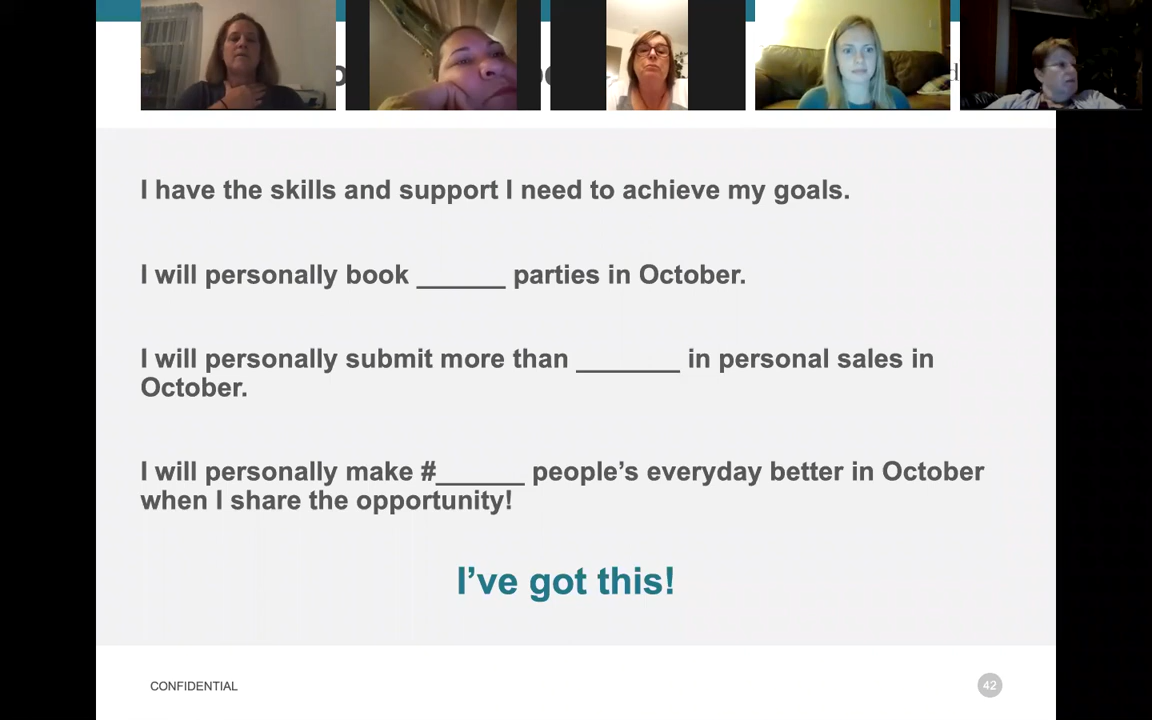 I have the skills and support I need to achieve my goals.
I will personally book ______ parties in October.
I will personally submit more than _______ in personal sales in
October.
I will personally make #______ people’s everyday better in October
when I share the opportunity!
I’ve got this!
CONFIDENTIAL
42